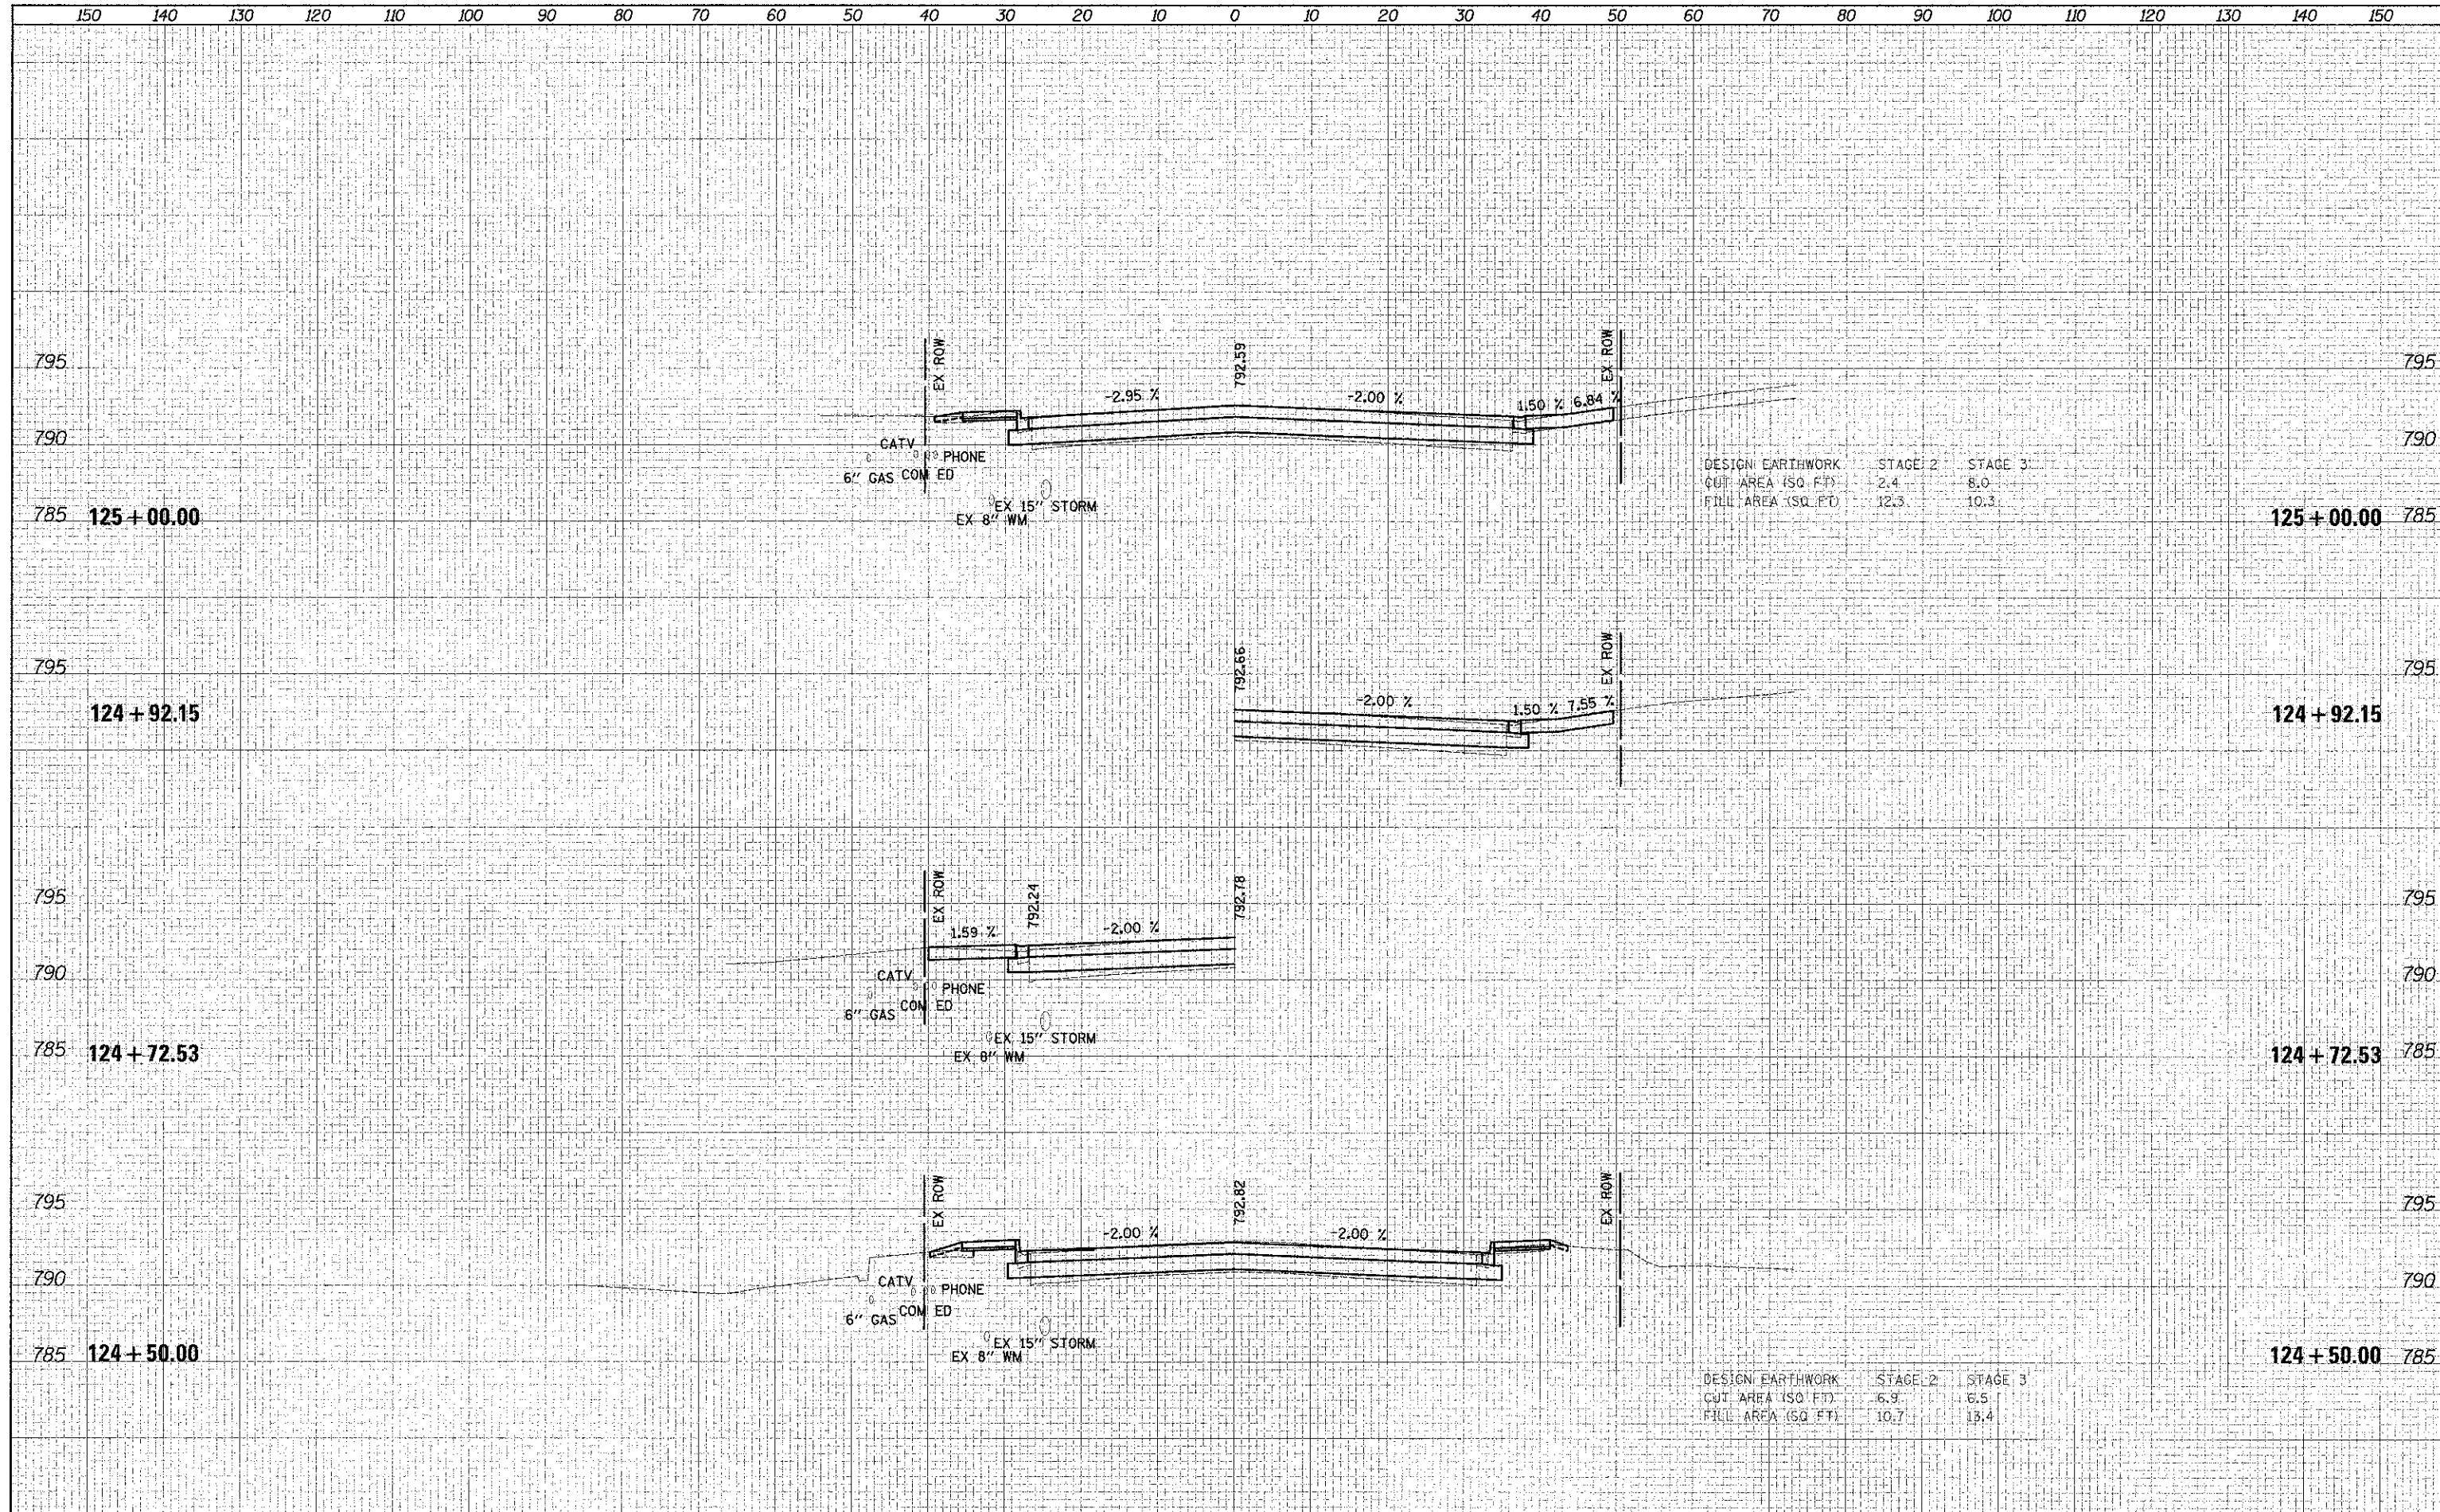 150 140 130 120 110 100 90 80 70 60 50 40 30 20 10 0 10 20 30 40 50 60 70 80 90 100 110 120 130 140 150
EX ROW
792.59
EX ROW
795 795
-2.95 % -2.00 % 1.50 % 6.84 %
790 CATV 790
PHONE
6" GAS COM ED
DESIGN EARTHWORK STAGE 2 STAGE 3
CUT AREA (SQ FT) 2.4 8.0
FILL AREA (SQ FT) 12.3 10.3
EX 15" STORM
EX 8" WM
785 125+00.00 125+00.00 785
792.66
EX ROW
795 795
-2.00 % 1.50 % 7.55 %
124+92.15 124+92.15
EX ROW
792.24
792.78
795 795
1.59 % -2.00 %
790 CATV 790
PHONE
6" GAS COM ED
EX 15" STORM
EX 8" WM
785 124+72.53 124+72.53 785
EX ROW
792.82
EX ROW
795 795
-2.00 % -2.00 %
790 CATV 790
PHONE
6" GAS COM ED
EX 15" STORM
EX 8" WM
785 124+50.00 124+50.00 785
DESIGN EARTHWORK STAGE 2 STAGE 3
CUT AREA (SQ FT) 6.9 6.5
FILL AREA (SQ FT) 10.7 13.4